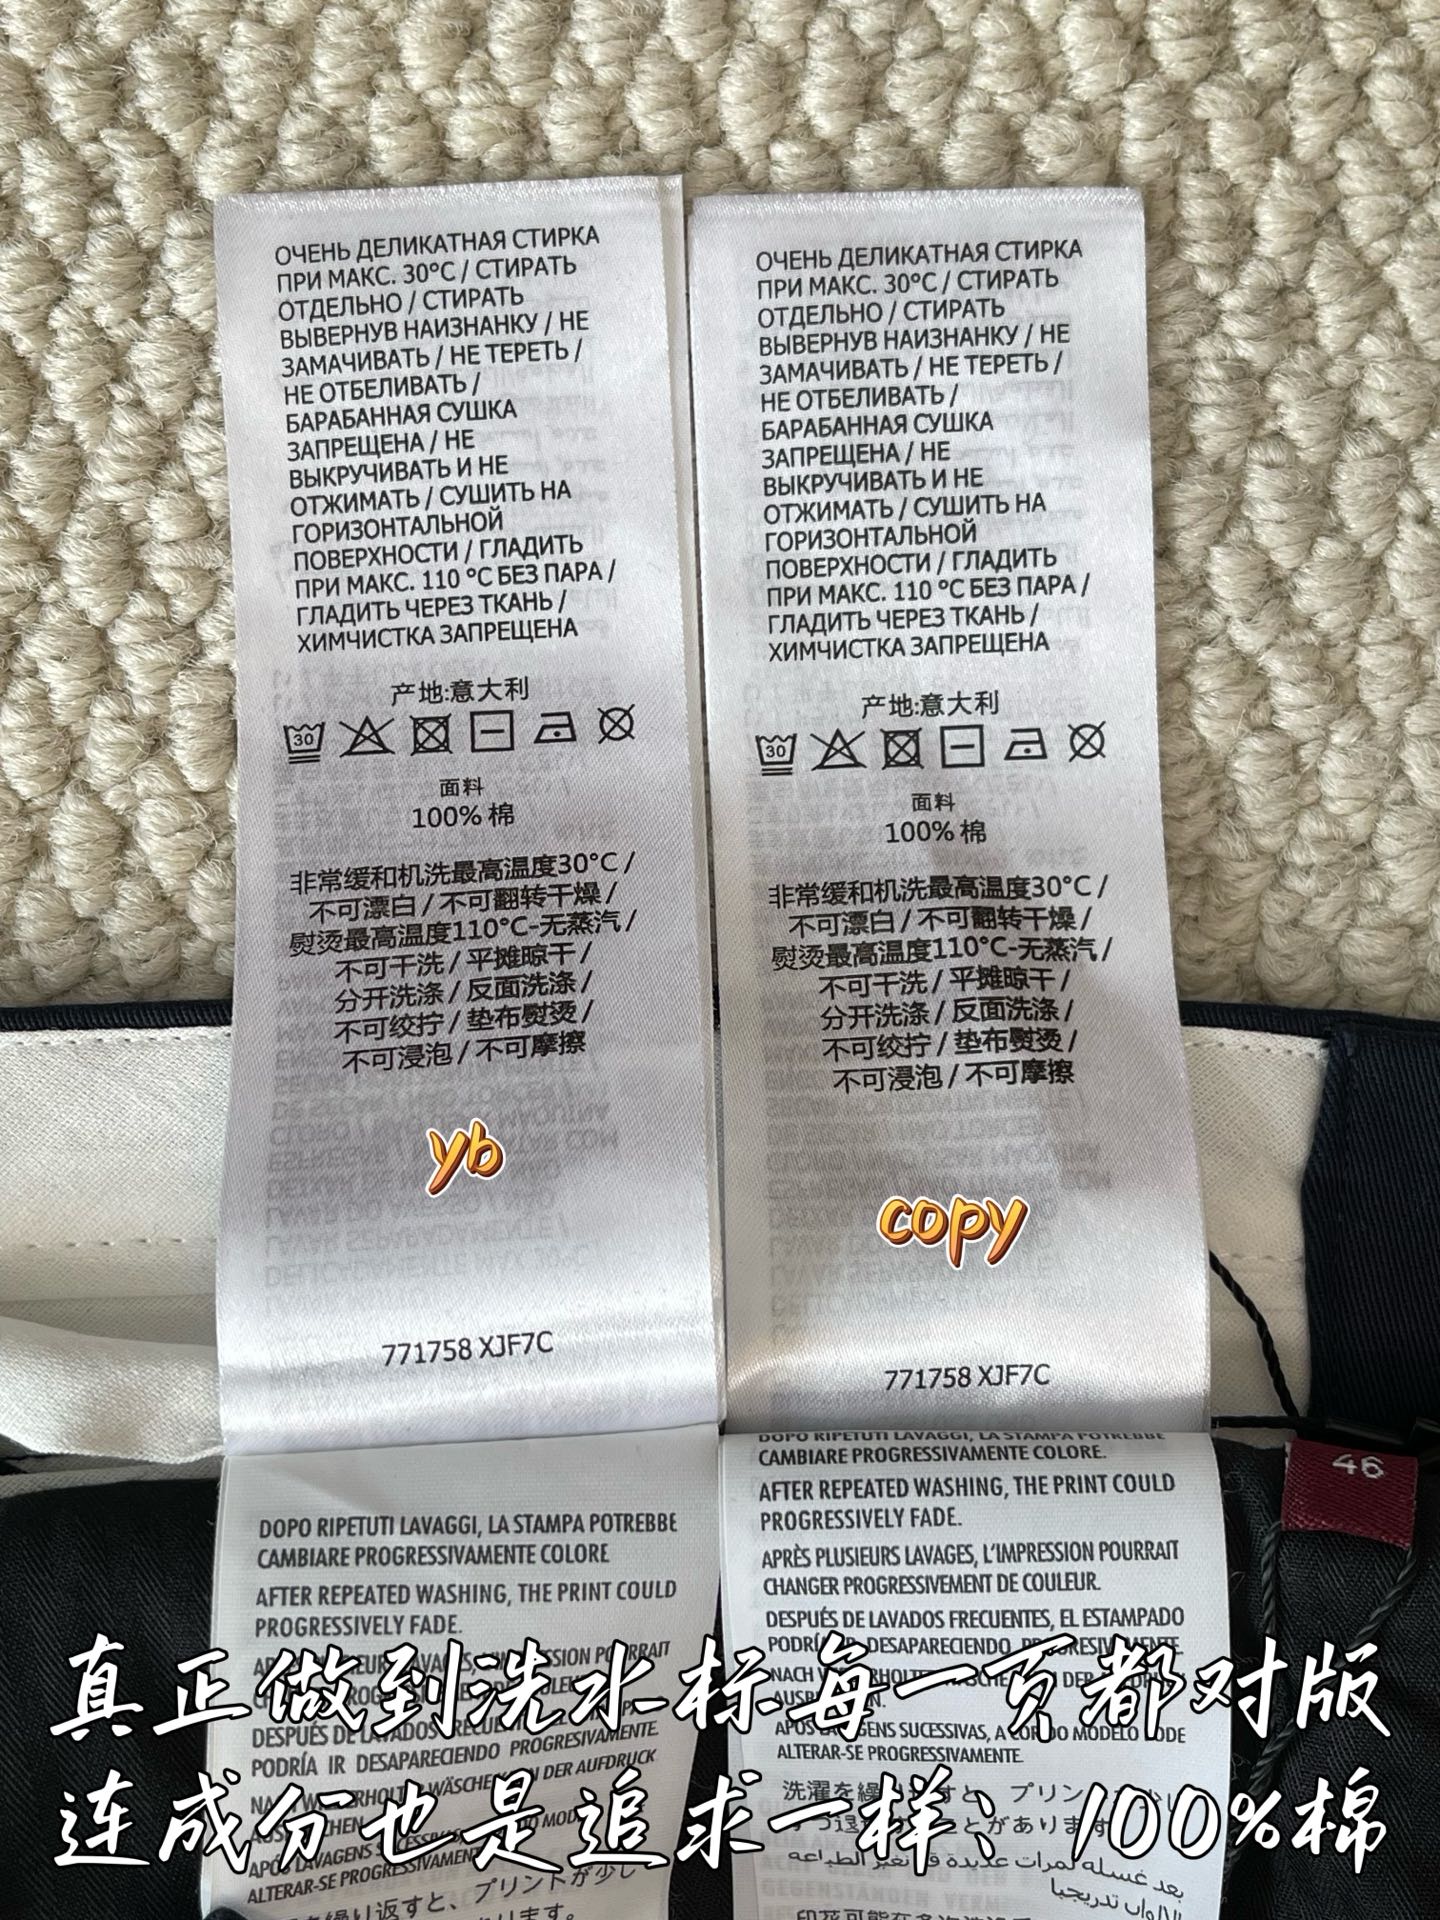 ОЧЕНЬ ДЕЛИКАТНАЯ СТИРКА
ПРИ МАКС. 30°C / СТИРАТЬ
ОТДЕЛЬНО / СТИРАТЬ
ВЫВЕРНУВ НАИЗНАНКУ / НЕ
ЗАМАЧИВАТЬ / НЕ ТЕРЕТЬ /
НЕ ОТБЕЛИВАТЬ /
БАРАБАННАЯ СУШКА
ЗАПРЕЩЕНА / НЕ
ВЫКРУЧИВАТЬ И НЕ
ОТЖИМАТЬ / СУШИТЬ НА
ГОРИЗОНТАЛЬНОЙ
ПОВЕРХНОСТИ / ГЛАДИТЬ
ПРИ МАКС. 110 °C БЕЗ ПАРА /
ГЛАДИТЬ ЧЕРЕЗ ТКАНЬ /
ХИМЧИСТКА ЗАПРЕЩЕНА
产地:意大利
30
面料
100% 棉
非常缓和机洗最高温度30°C /
不可漂白 / 不可翻转干燥 /
熨烫最高温度110°C-无蒸汽 /
不可干洗 / 平摊晾干 /
分开洗涤 / 反面洗涤 /
不可绞拧 / 垫布熨烫 /
不可浸泡 / 不可摩擦
yb
771758 XJF7C
DOPO RIPETUTI LAVAGGI, LA STAMPA POTREBBE
CAMBIARE PROGRESSIVAMENTE COLORE
AFTER REPEATED WASHING, THE PRINT COULD
PROGRESSIVELY FADE.
DESPUÉS DE LAVADOS
PODRÍA IR DESAPARECIENDO PROGRESIVAMENTE.
ALTERAR-SE PROGRESSIVAMENTE
ОЧЕНЬ ДЕЛИКАТНАЯ СТИРКА
ПРИ МАКС. 30°C / СТИРАТЬ
ОТДЕЛЬНО / СТИРАТЬ
ВЫВЕРНУВ НАИЗНАНКУ / НЕ
ЗАМАЧИВАТЬ / НЕ ТЕРЕТЬ /
НЕ ОТБЕЛИВАТЬ /
БАРАБАННАЯ СУШКА
ЗАПРЕЩЕНА / НЕ
ВЫКРУЧИВАТЬ И НЕ
ОТЖИМАТЬ / СУШИТЬ НА
ГОРИЗОНТАЛЬНОЙ
ПОВЕРХНОСТИ / ГЛАДИТЬ
ПРИ МАКС. 110 °C БЕЗ ПАРА /
ГЛАДИТЬ ЧЕРЕЗ ТКАНЬ /
ХИМЧИСТКА ЗАПРЕЩЕНА
产地:意大利
30
面料
100% 棉
非常缓和机洗最高温度30°C /
不可漂白 / 不可翻转干燥 /
熨烫最高温度110°C-无蒸汽 /
不可干洗 / 平摊晾干 /
分开洗涤 / 反面洗涤 /
不可绞拧 / 垫布熨烫 /
不可浸泡 / 不可摩擦
copy
771758 XJF7C
DOPO RIPETUTI LAVAGGI, LA STAMPA POTREBBE
CAMBIARE PROGRESSIVAMENTE COLORE.
AFTER REPEATED WASHING, THE PRINT COULD
PROGRESSIVELY FADE.
APRÈS PLUSIEURS LAVAGES, L'IMPRESSION POURRAIT
CHANGER PROGRESSIVEMENT DE COULEUR.
DESPUÉS DE LAVADOS FRECUENTES, EL ESTAMPADO
DESAPARECIENDO
SUCESSIVAS, A MODELO
ALTERAR-SE PROGRESSIVAMENTE.
46
真正做到洗水标每一页都对版
连成分也是追求一样、100%棉